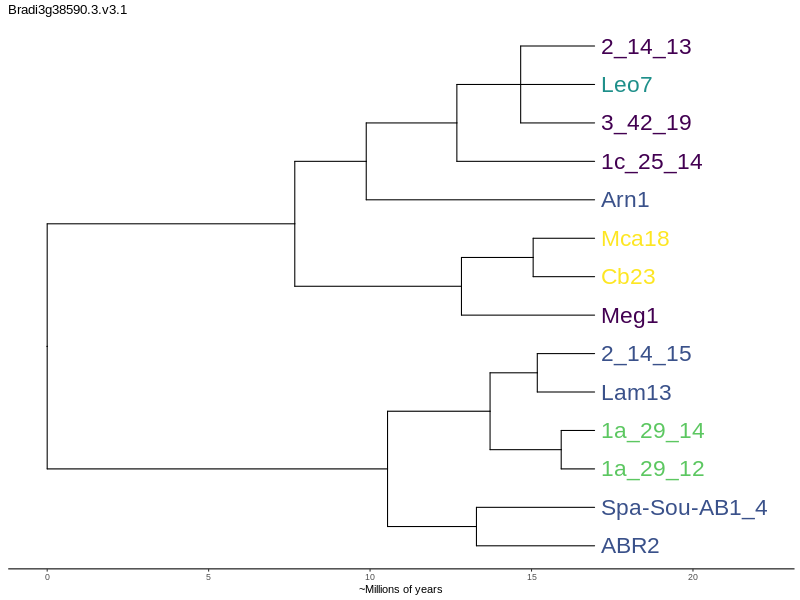 Bradi3g38590.3.v3.1
2_14_13
Leo7
3_42_19
1c_25_14
Arn1
Mca18
Cb23
Meg1
2_14_15
Lam13
1a_29_14
1a_29_12
Spa-Sou-AB1_4
ABR2
0 5 10 15 20
~Millions of years